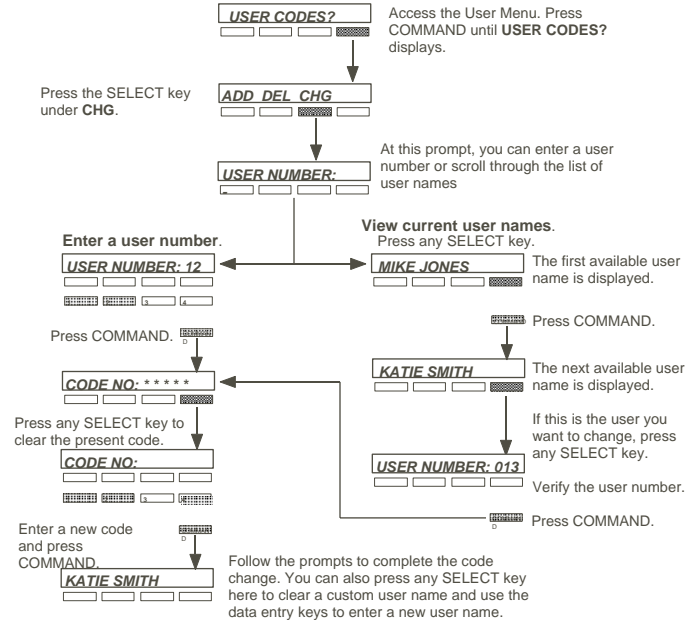 USER CODES?
Access the User Menu. Press
COMMAND until USER CODES?
displays.
Press the SELECT key
under CHG.
ADD DEL CHG
At this prompt, you can enter a user
number or scroll through the list of
user names
USER NUMBER:
_
Enter a user number.
USER NUMBER: 12
3
4
View current user names.
Press any SELECT key.
MIKE JONES
The first available user
name is displayed.
Press COMMAND.
D
Press COMMAND.
KATIE SMITH
The next available user
name is displayed.
CODE NO: * * * * *
Press any SELECT key to
clear the present code.
If this is the user you
want to change, press
any SELECT key.
CODE NO:
3
USER NUMBER: 013
Verify the user number.
D
Press COMMAND.
Enter a new code
and press
COMMAND.
D
KATIE SMITH
Follow the prompts to complete the code
change. You can also press any SELECT key
here to clear a custom user name and use the
data entry keys to enter a new user name.